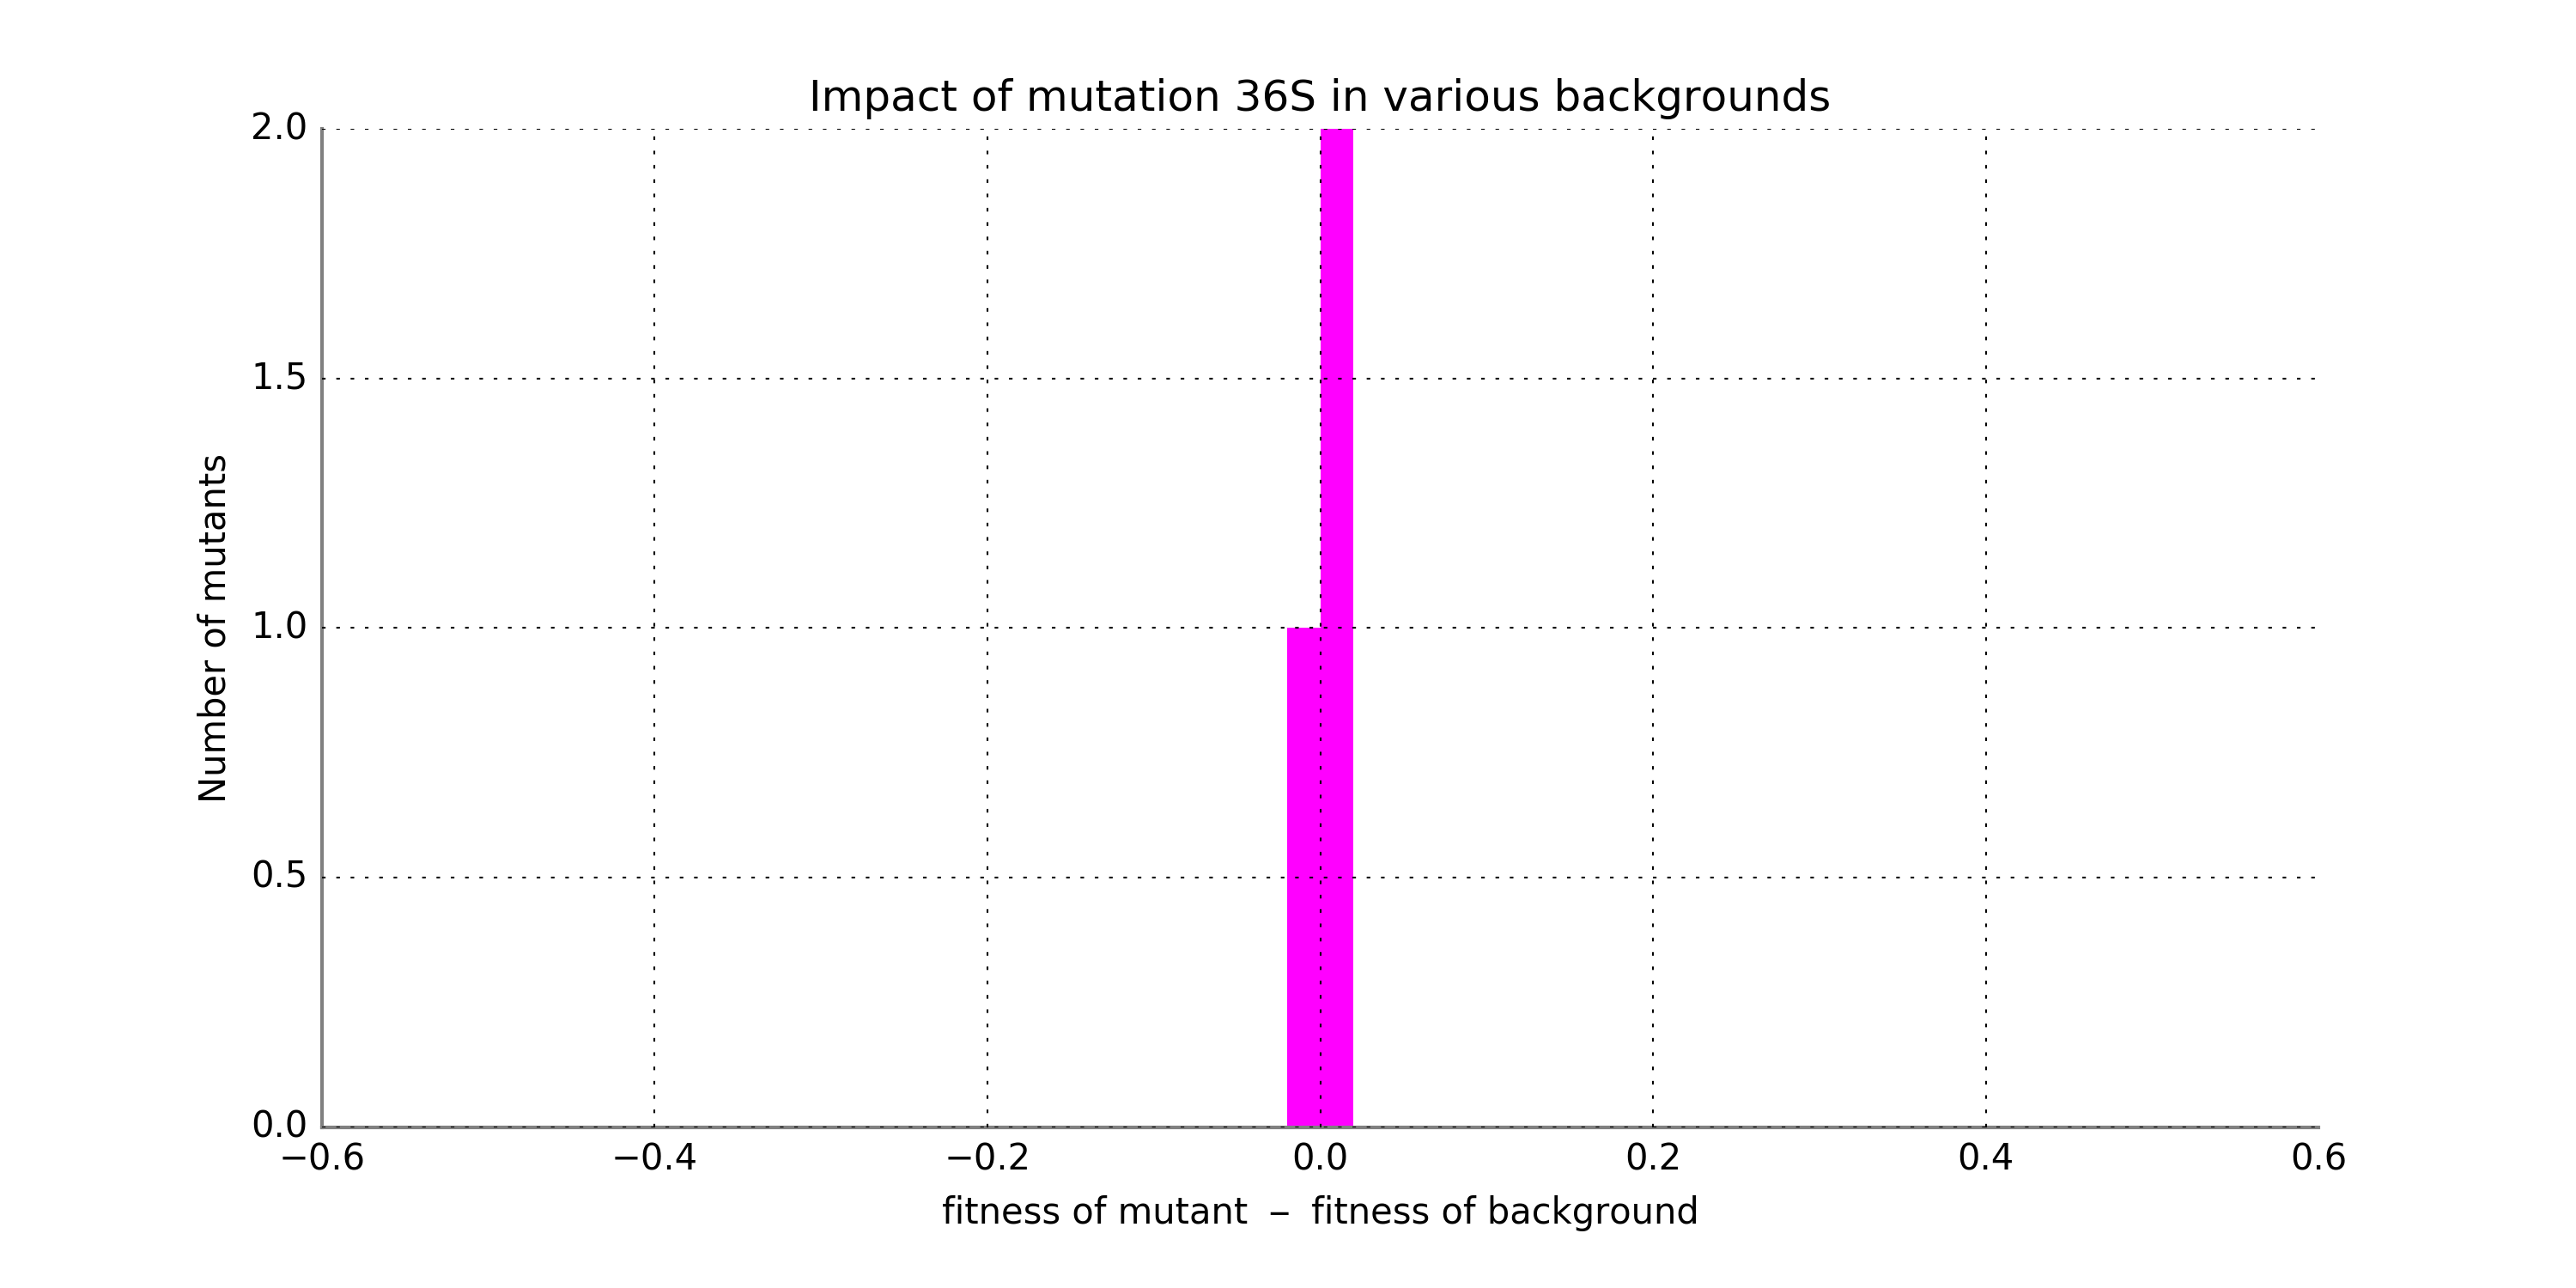 Impact of mutation 36S in various backgrounds
2.0
1.5
1.0
0.5
0.0
Number of mutants
−0.6 −0.4 −0.2 0.0 0.2 0.4 0.6
fitness of mutant − fitness of background